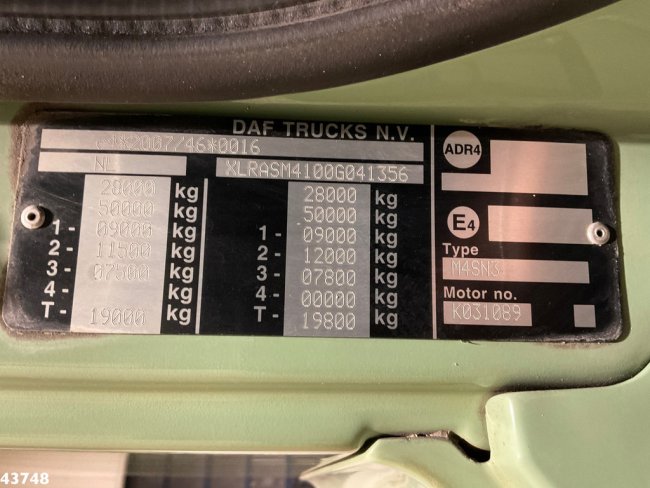 DAF TRUCKS N.V.
2007/46*0016
NL XLRASM4100G041356
28000 kg 28000 kg
50000 kg 50000 kg
1- 09000 kg 1- 09000 kg
2- 11500 kg 2- 12000 kg
3- 07500 kg 3- 07800 kg
4- kg 4- 00000 kg
T- 19000 kg T- 19800 kg
ADR4
E4
Type
M4SN3
Motor no.
K031089
43748